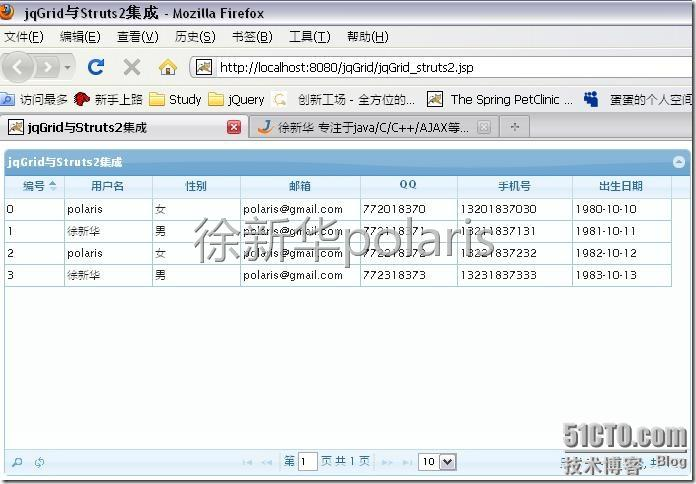 jqGrid与Struts2集成 - Mozilla Firefox
文件(F) 编辑(E) 查看(V) 历史(S) 书签(B) 工具(T) 帮助(H)
http://localhost:8080/jqGrid/jqGrid_struts2.jsp
访问最多 新手上路 Study jQuery 创新工场 - 全方位的... The Spring PetClinic ... 蛋蛋的个人空间
jqGrid与Struts2集成 徐新华 专注于java/C/C++/AJAX等...
jqGrid与Struts2集成
编号 用户名 性别 邮箱 QQ 手机号 出生日期
0 polaris 女 polaris@gmail.com 772018370 13201837030 1980-10-10
1 徐新华 男 polaris@gmail.com 772118371 13211837131 1981-10-11
2 polaris 女 polaris@gmail.com 772218372 13221837232 1982-10-12
3 徐新华 男 polaris@gmail.com 772318373 13231837333 1983-10-13
徐新华polaris
第 1 页 共 1 页 10
51CTO.com
技术博客 Blog